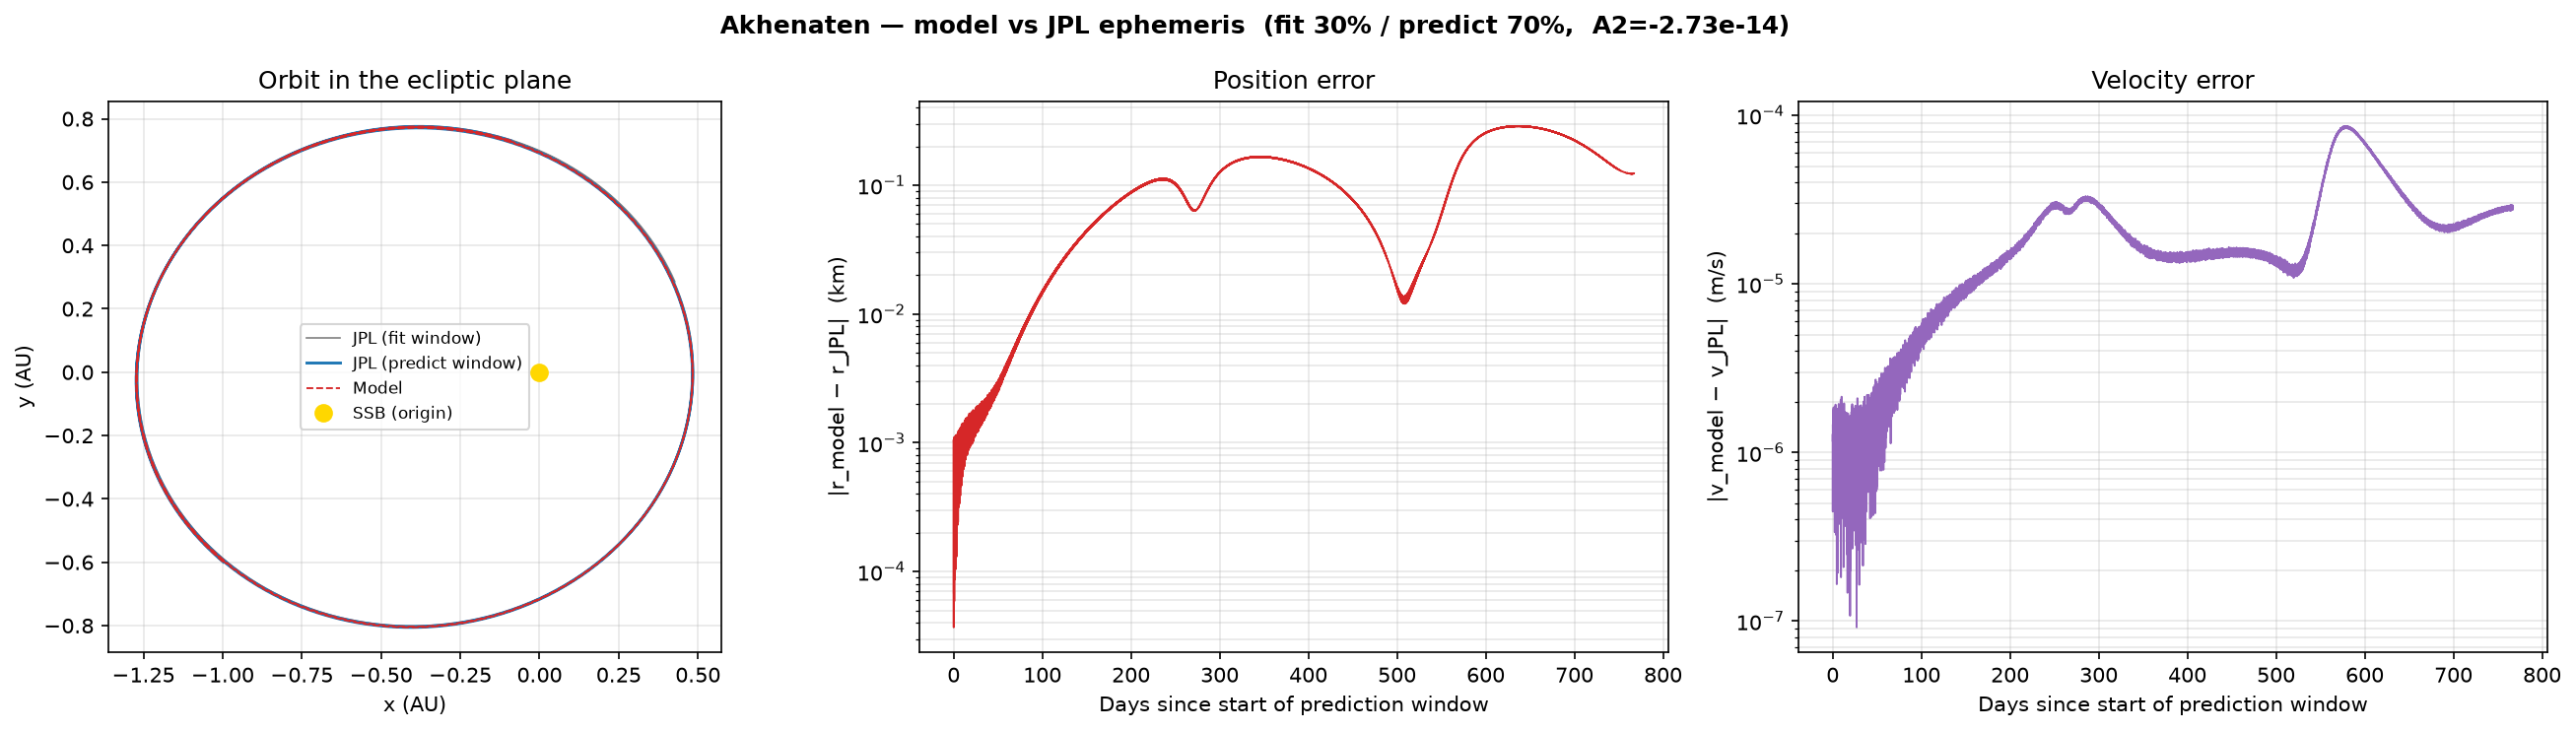 Akhenaten — model vs JPL ephemeris  (fit 30% / predict 70%,  A2=-2.73e-14)
Orbit in the ecliptic plane
y (AU)
0.8
0.6
0.4
0.2
0.0
−0.2
−0.4
−0.6
−0.8
JPL (fit window)
JPL (predict window)
Model
SSB (origin)
−1.25 −1.00 −0.75 −0.50 −0.25 0.00 0.25 0.50
x (AU)
Position error
|r_model − r_JPL|  (km)
10⁻¹
10⁻²
10⁻³
10⁻⁴
0 100 200 300 400 500 600 700 800
Days since start of prediction window
Velocity error
|v_model − v_JPL|  (m/s)
10⁻⁴
10⁻⁵
10⁻⁶
10⁻⁷
0 100 200 300 400 500 600 700 800
Days since start of prediction window